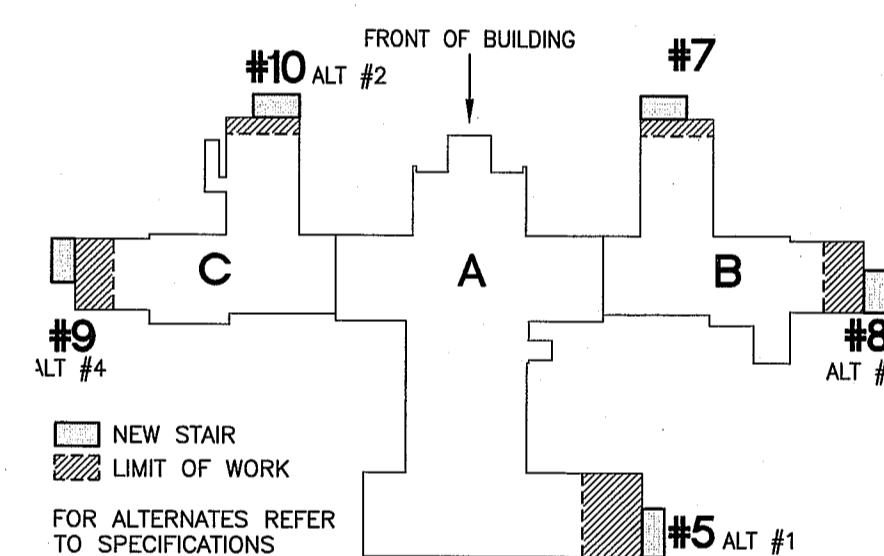 FRONT OF BUILDING
#10 ALT #2
#7
C
A
B
#9
ALT #4
#8
ALT #
NEW STAIR
LIMIT OF WORK
#5 ALT #1
FOR ALTERNATES REFER
TO SPECIFICATIONS